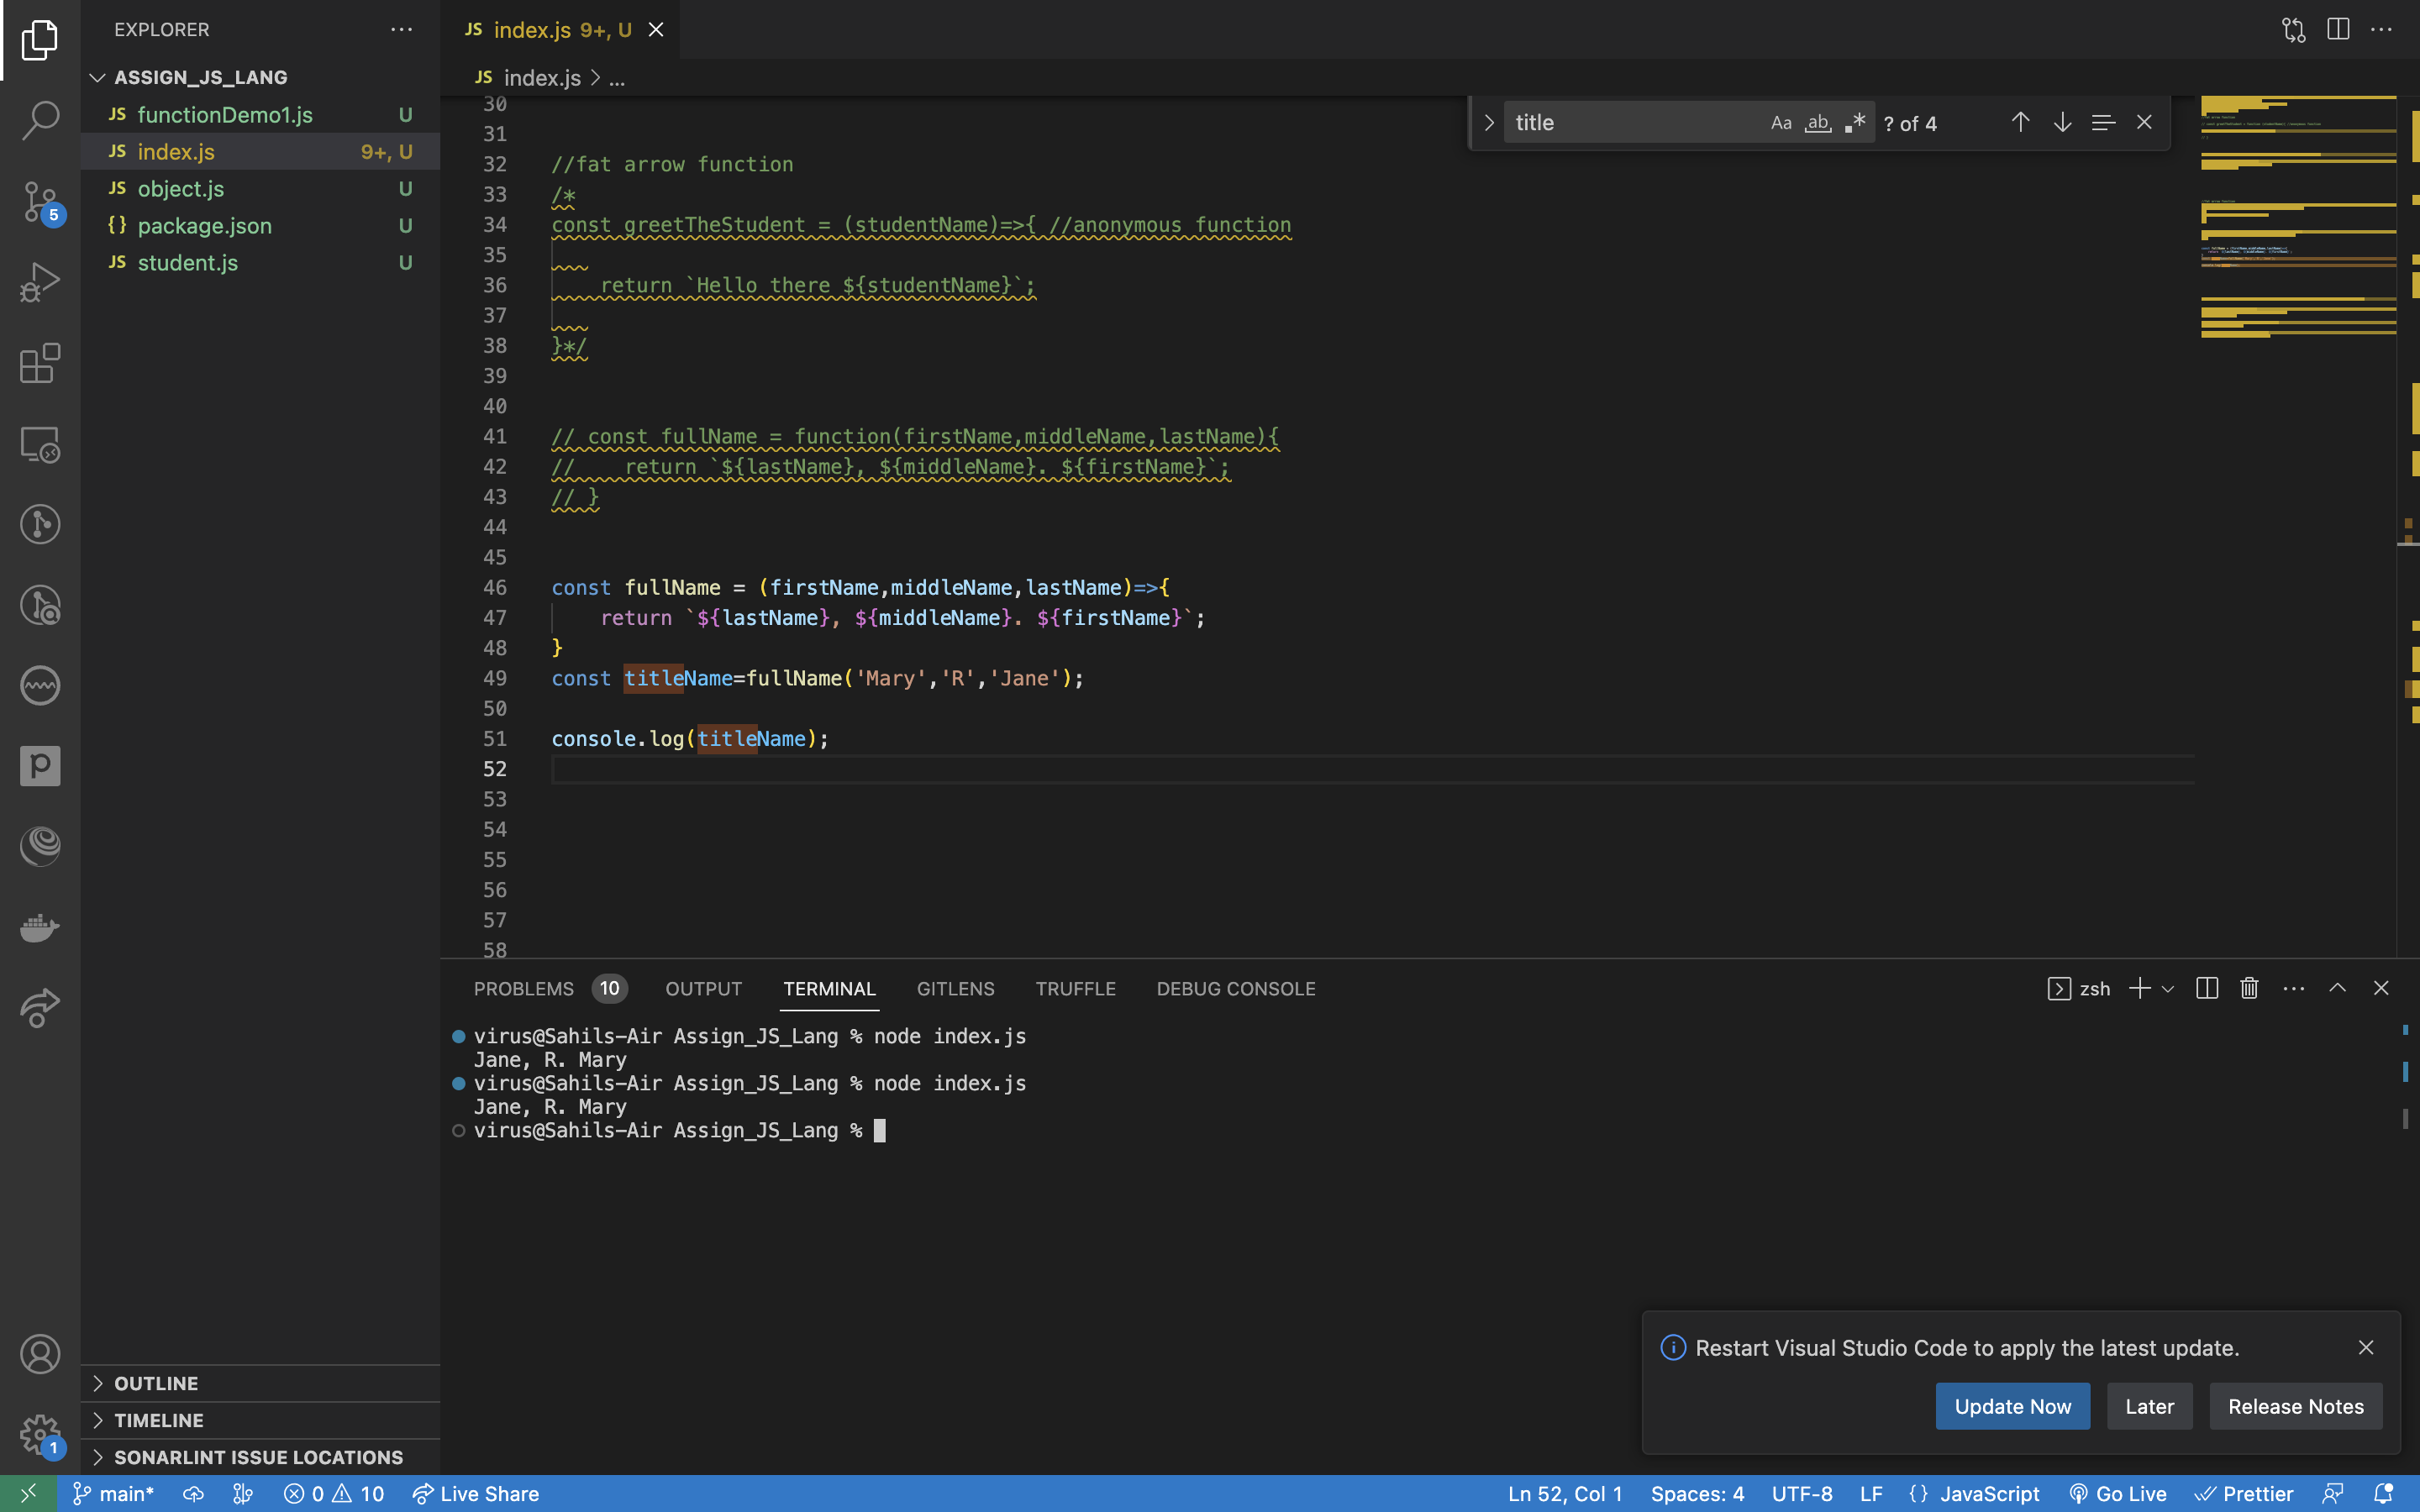 EXPLORER
ASSIGN_JS_LANG
JS functionDemo1.js U
JS index.js 9+, U
JS object.js U
{} package.json U
JS student.js U
5
OUTLINE
TIMELINE
SONARLINT ISSUE LOCATIONS
1
JS index.js 9+, U
JS index.js > ...
title Aa ab ? of 4
30
31
32 //fat arrow function
33 /*
34 const greetTheStudent = (studentName)=>{ //anonymous function
35
36 return `Hello there ${studentName}`;
37
38 }*/
39
40
41 // const fullName = function(firstName,middleName,lastName){
42 //    return `${lastName}, ${middleName}. ${firstName}`;
43 // }
44
45
46 const fullName = (firstName,middleName,lastName)=>{
47 return `${lastName}, ${middleName}. ${firstName}`;
48 }
49 const titleName=fullName('Mary','R','Jane');
50
51 console.log(titleName);
52
53
54
55
56
57
58
PROBLEMS 10 OUTPUT TERMINAL GITLENS TRUFFLE DEBUG CONSOLE
zsh
virus@Sahils-Air Assign_JS_Lang % node index.js
Jane, R. Mary
virus@Sahils-Air Assign_JS_Lang % node index.js
Jane, R. Mary
virus@Sahils-Air Assign_JS_Lang %
Restart Visual Studio Code to apply the latest update.
Update Now Later Release Notes
main* 0 10 Live Share Ln 52, Col 1 Spaces: 4 UTF-8 LF {} JavaScript Go Live Prettier